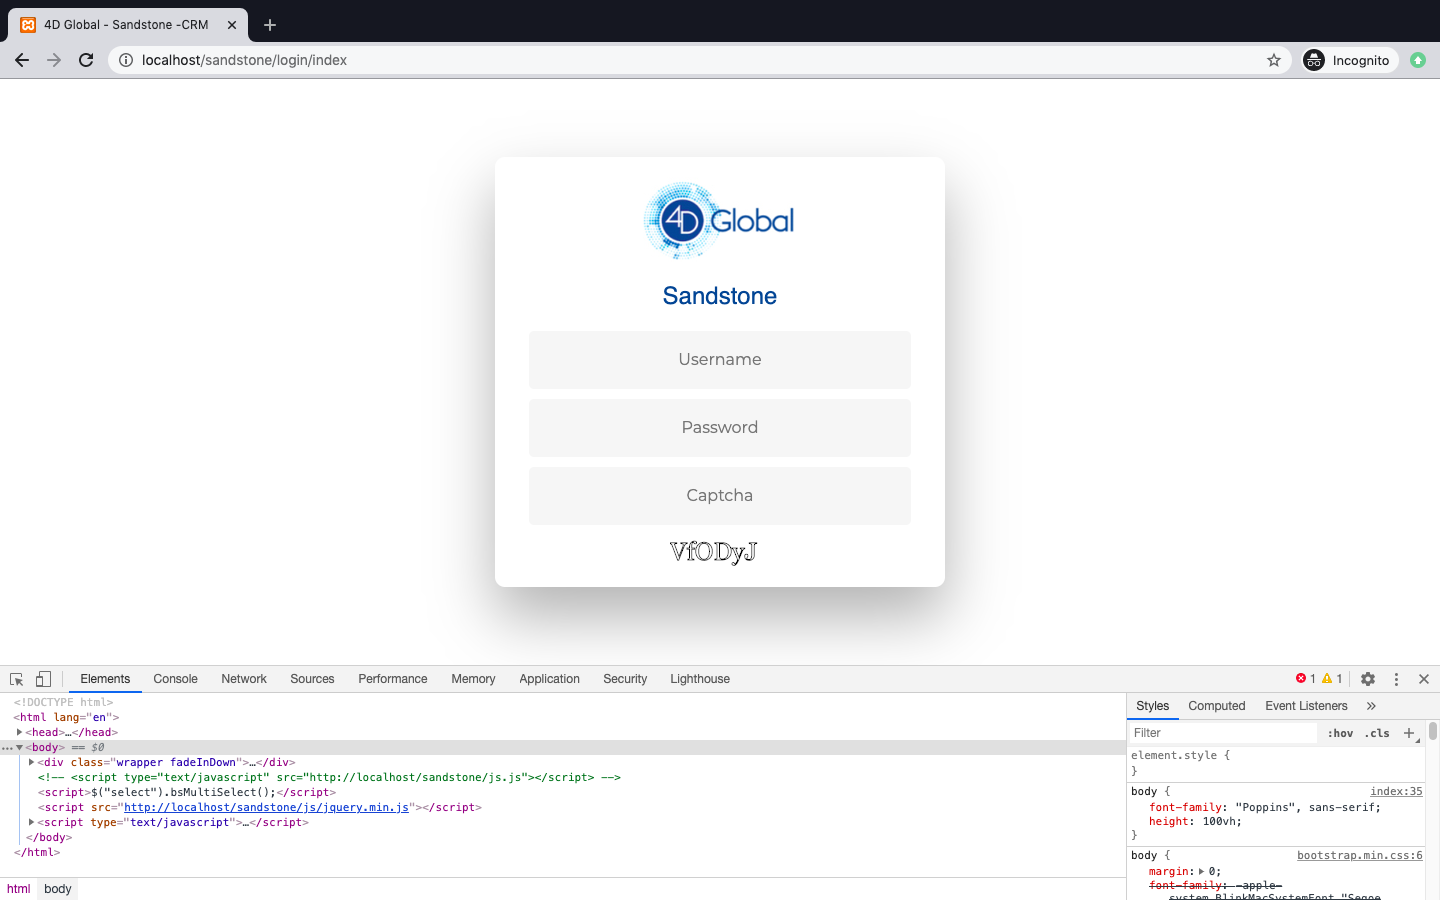 4D Global - Sandstone -CRM
localhost/sandstone/login/index
Incognito
4D Global
Sandstone
Username
Password
Captcha
VfODyJ
Elements Console Network Sources Performance Memory Application Security Lighthouse 1 1
<!DOCTYPE html>
<html lang="en">
<head>…</head>
<body> == $0
<div class="wrapper fadeInDown">…</div>
<!-- <script type="text/javascript" src="http://localhost/sandstone/js.js"></script> -->
<script>$("select").bsMultiSelect();</script>
<script src="http://localhost/sandstone/js/jquery.min.js"></script>
<script type="text/javascript">…</script>
</body>
</html>
html body
Styles Computed Event Listeners »
Filter :hov .cls +
element.style {
}
body { index:35
font-family: "Poppins", sans-serif;
height: 100vh;
}
body { bootstrap.min.css:6
margin: 0;
font-family: -apple-
system,BlinkMacSystemFont,"Segoe